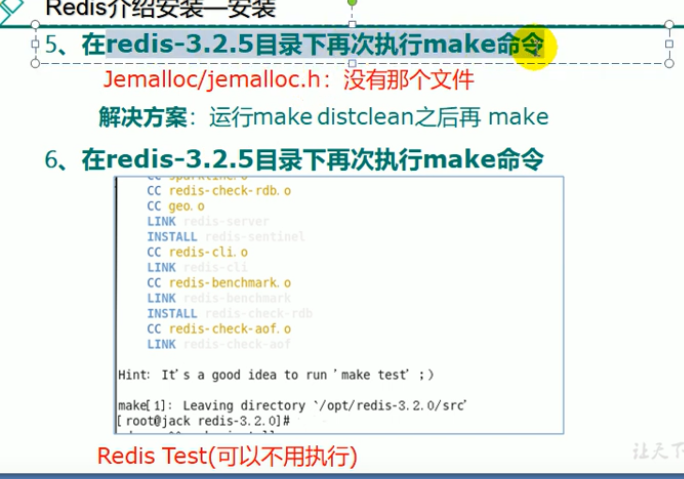 Redis介绍安装—安装
5、在redis-3.2.5目录下再次执行make命令
Jemalloc/jemalloc.h：没有那个文件
解决方案：运行make distclean之后再 make
6、在redis-3.2.5目录下再次执行make命令
CC redis-check-rdb.o
CC geo.o
LINK redis-server
INSTALL redis-sentinel
CC redis-cli.o
LINK redis-cli
CC redis-benchmark.o
LINK redis-benchmark
INSTALL redis-check-rdb
CC redis-check-aof.o
LINK redis-check-aof
Hint: It's a good idea to run 'make test' ;)
make[1]: Leaving directory `/opt/redis-3.2.0/src'
[root@jack redis-3.2.0]#
Redis Test(可以不用执行)
让天下